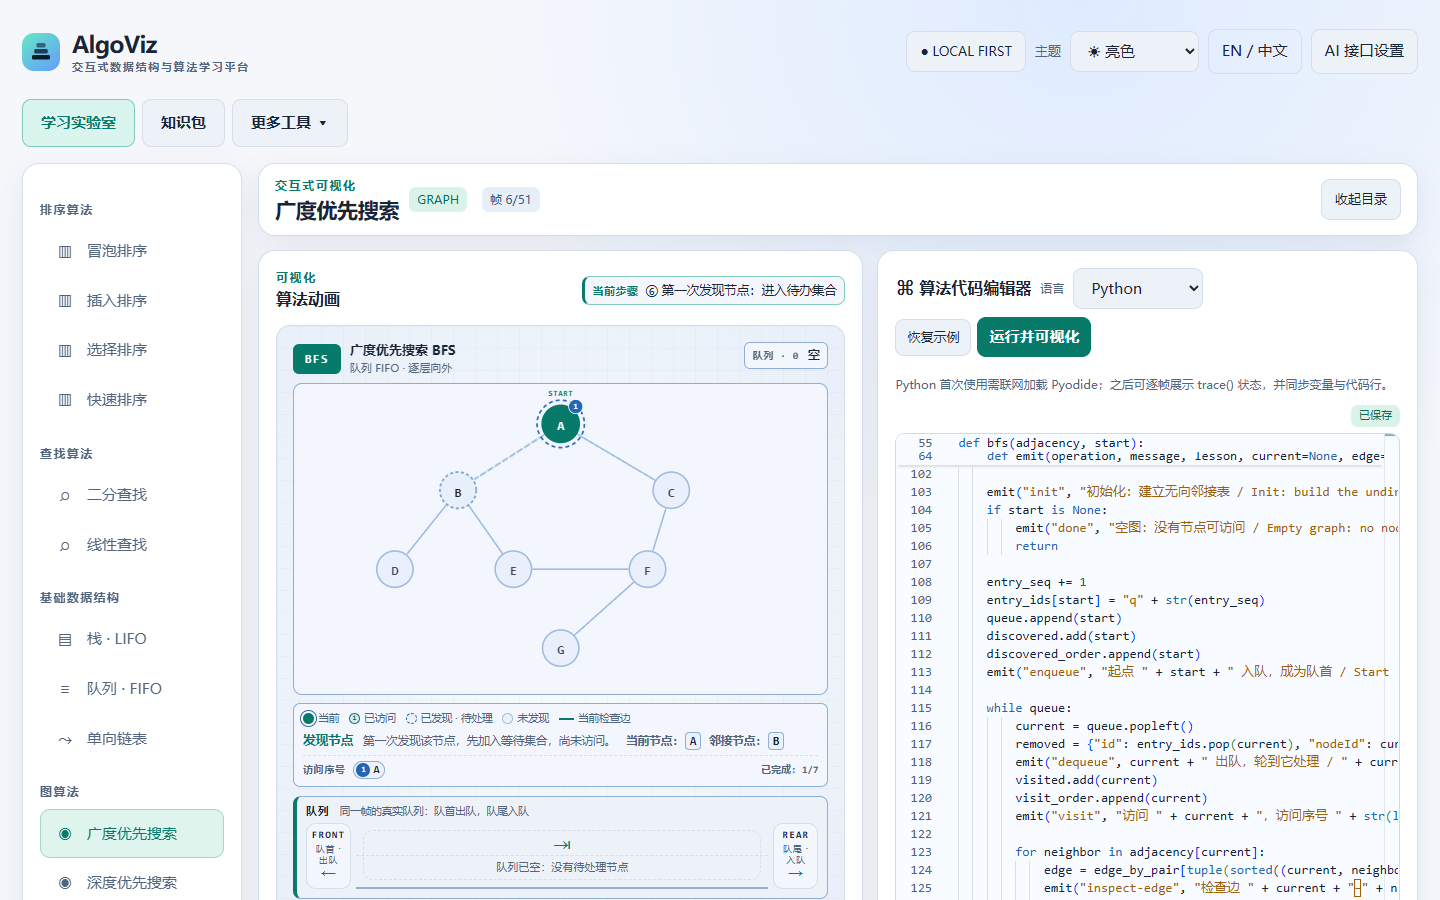 AlgoViz
交互式数据结构与算法学习平台
● LOCAL FIRST
主题
☀ 亮色
EN / 中文
AI 接口设置
学习实验室
知识包
更多工具 ▾
排序算法
冒泡排序
插入排序
选择排序
快速排序
查找算法
二分查找
线性查找
基础数据结构
栈 · LIFO
队列 · FIFO
单向链表
图算法
广度优先搜索
深度优先搜索
交互式可视化
广度优先搜索
GRAPH
帧 6/51
收起目录
可视化
算法动画
当前步骤 ⑥ 第一次发现节点：进入待办集合
BFS
广度优先搜索 BFS
队列 FIFO · 逐层向外
队列 · 0 空
START
A
1
B
C
D
E
F
G
当前 已访问 已发现 · 待处理 未发现 当前检查边
发现节点 第一次发现该节点，先加入等待集合，尚未访问。 当前节点： A 邻接节点： B
访问序号 1 A
已完成：1/7
队列 同一帧的真实队列：队首出队，队尾入队
FRONT
队首 ·
出队
←
队列已空：没有待处理节点
REAR
队尾 ·
入队
→
⌘ 算法代码编辑器
语言
Python
恢复示例
运行并可视化
Python 首次使用需联网加载 Pyodide；之后可逐帧展示 trace() 状态，并同步变量与代码行。
已保存
55 def bfs(adjacency, start):
64 def emit(operation, message, lesson, current=None, edge=
102
103 emit("init", "初始化：建立无向邻接表 / Init: build the undir
104 if start is None:
105 emit("done", "空图：没有节点可访问 / Empty graph: no noc
106 return
107
108 entry_seq += 1
109 entry_ids[start] = "q" + str(entry_seq)
110 queue.append(start)
111 discovered.add(start)
112 discovered_order.append(start)
113 emit("enqueue", "起点 " + start + " 入队，成为队首 / Start
114
115 while queue:
116 current = queue.popleft()
117 removed = {"id": entry_ids.pop(current), "nodeId": cur
118 emit("dequeue", current + " 出队，轮到它处理 / " + curr
119 visited.add(current)
120 visit_order.append(current)
121 emit("visit", "访问 " + current + "，访问序号 " + str(l
122
123 for neighbor in adjacency[current]:
124 edge = edge_by_pair[tuple(sorted((current, neighbo
125 emit("inspect-edge", "检查边 " + current + "–" + n